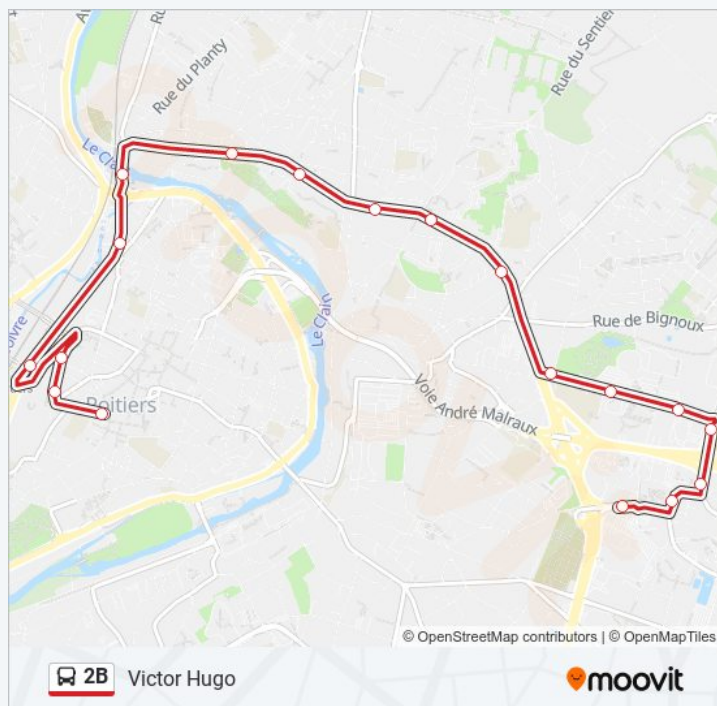 Rue du Planty
Rue du Sentier
Le Clain
Rue de Bignoux
Le Clain
Voie André Malraux
Poitiers
© OpenStreetMap contributors | © OpenMapTiles
2B Victor Hugo
moovit